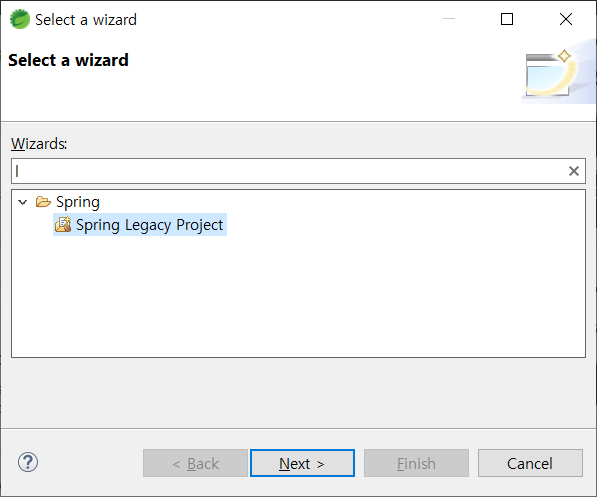 Select a wizard
Select a wizard
Wizards:
l
Spring
Spring Legacy Project
?
< Back
Next >
Finish
Cancel